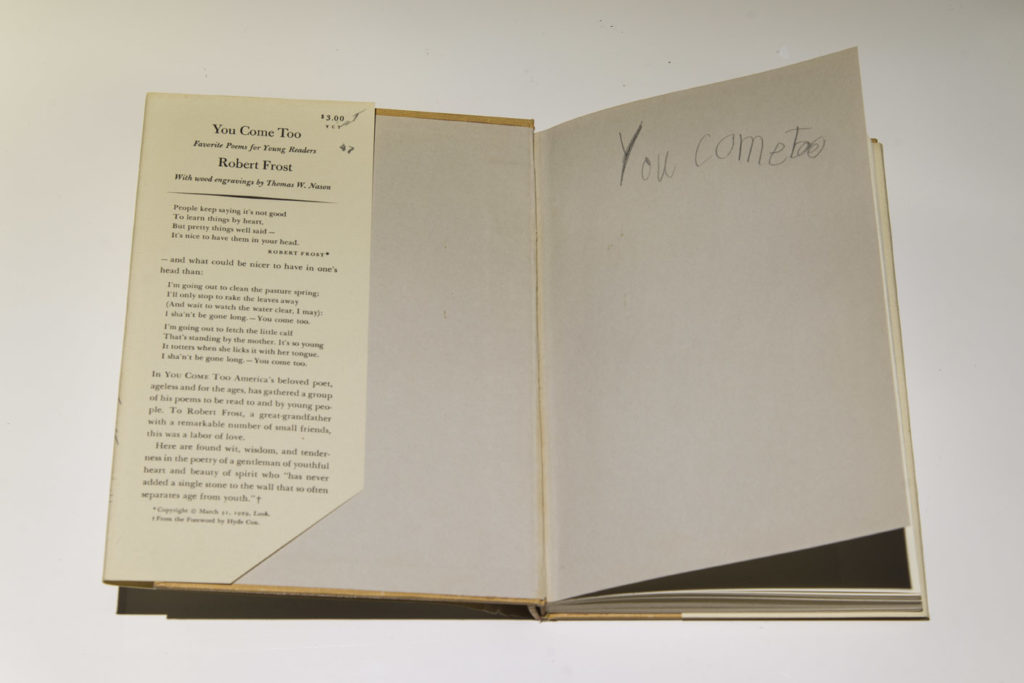 $3.00
YCT
47
You Come Too
Favorite Poems for Young Readers
Robert Frost
With wood engravings by Thomas W. Nason
People keep saying it's not good
To learn things by heart,
But pretty things well said—
It's nice to have them in your head.
ROBERT FROST*
—and what could be nicer to have in one's
head than:
I'm going out to clean the pasture spring;
I'll only stop to rake the leaves away
(And wait to watch the water clear, I may):
I sha'n't be gone long.—You come too.
I'm going out to fetch the little calf
That's standing by the mother. It's so young
It totters when she licks it with her tongue.
I sha'n't be gone long.—You come too.
IN YOU COME TOO America's beloved poet,
ageless and for the ages, has gathered a group
of his poems to be read to and by young peo-
ple. To Robert Frost, a great-grandfather
with a remarkable number of small friends,
this was a labor of love.
Here are found wit, wisdom, and tender-
ness in the poetry of a gentleman of youthful
heart and beauty of spirit who "has never
added a single stone to the wall that so often
separates age from youth."†
*Copyright © March 31, 1959, Look.
†From the Foreword by Hyde Cox.
You come too